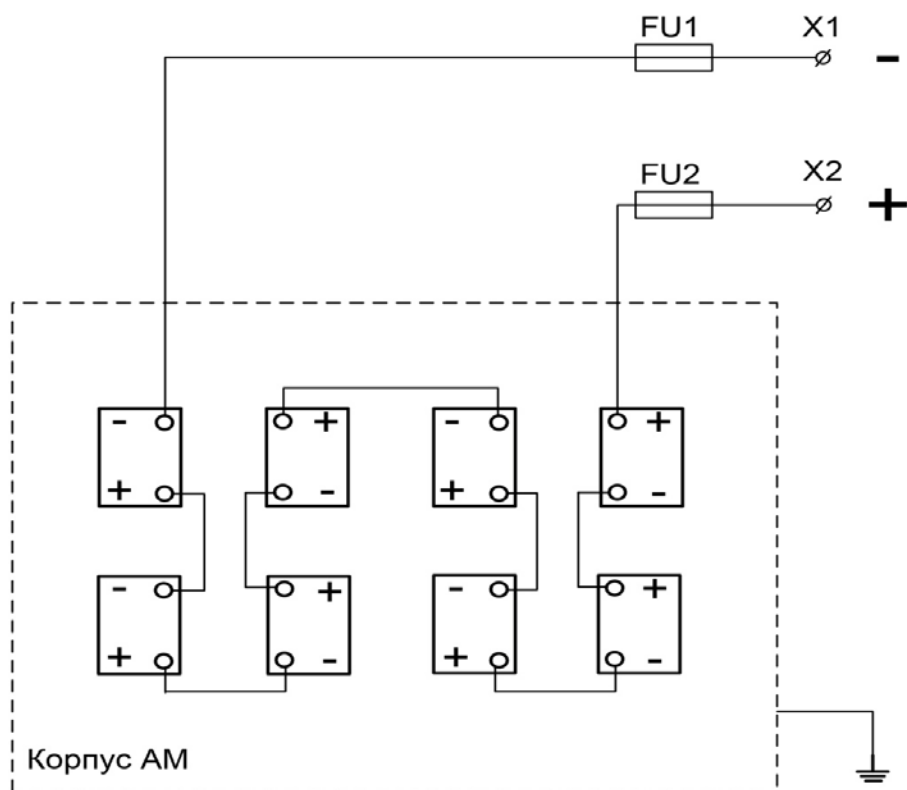 FU1 X1 -
FU2 X2 +
- + - +
+ - + -
- + - +
+ - + -
Корпус АМ